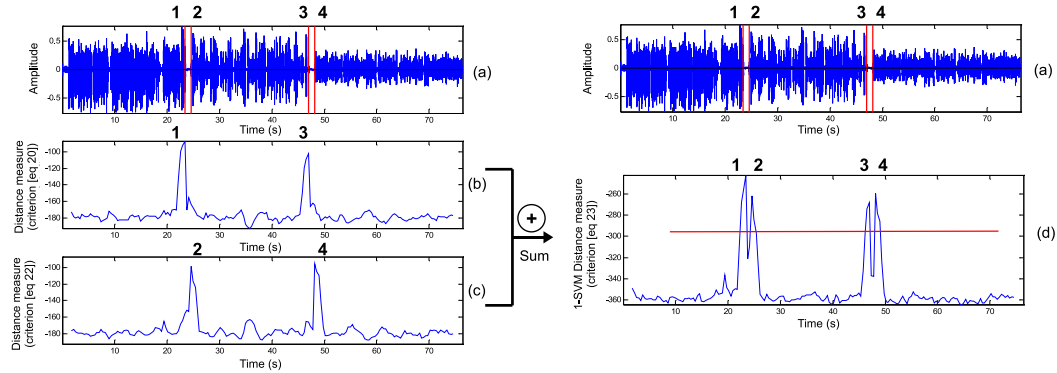 1 2 3 4
Amplitude
0.5
0
-0.5
10 20 30 40 50 60 70
Time (s)
(a)
1 3
Distance measure
(criterion [eq 20])
-100
-120
-140
-160
-180
10 20 30 40 50 60 70
Time (s)
(b)
2 4
Distance measure
(criterion [eq 22])
-100
-120
-140
-160
-180
10 20 30 40 50 60 70
Time (s)
(c)
+
Sum
1 2 3 4
Amplitude
0.5
0
-0.5
10 20 30 40 50 60 70
Time (s)
(a)
1 2 3 4
1-SVM Distance measure
(criterion [eq 23])
-260
-280
-300
-320
-340
-360
10 20 30 40 50 60 70
Time (s)
(d)